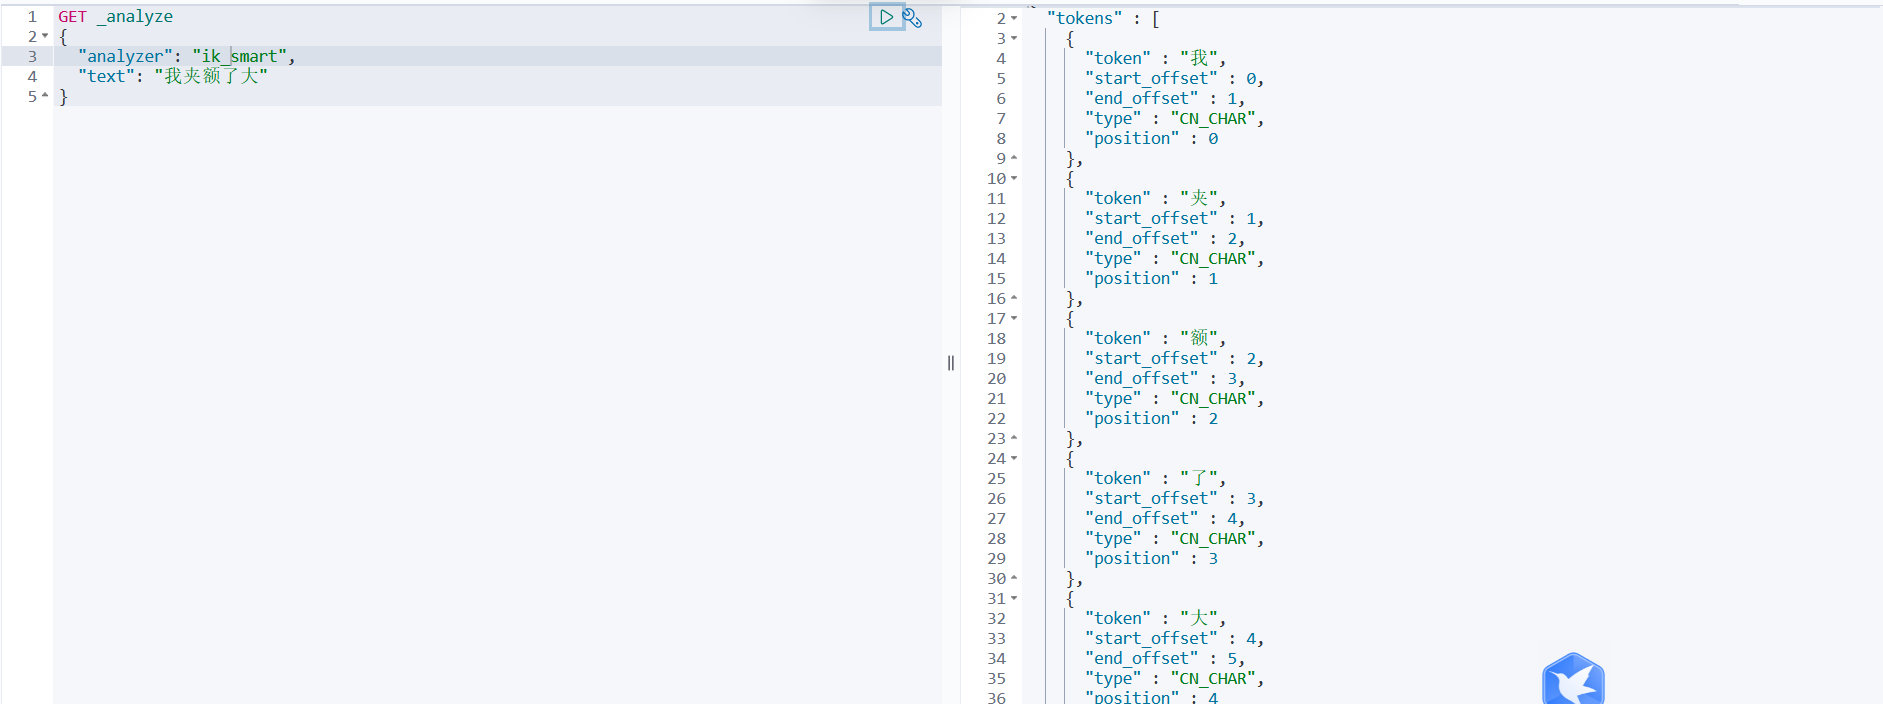 1 GET _analyze
2 {
3 "analyzer": "ik_smart",
4 "text": "我夹额了大"
5 }
2 "tokens" : [
3 {
4 "token" : "我",
5 "start_offset" : 0,
6 "end_offset" : 1,
7 "type" : "CN_CHAR",
8 "position" : 0
9 },
10 {
11 "token" : "夹",
12 "start_offset" : 1,
13 "end_offset" : 2,
14 "type" : "CN_CHAR",
15 "position" : 1
16 },
17 {
18 "token" : "额",
19 "start_offset" : 2,
20 "end_offset" : 3,
21 "type" : "CN_CHAR",
22 "position" : 2
23 },
24 {
25 "token" : "了",
26 "start_offset" : 3,
27 "end_offset" : 4,
28 "type" : "CN_CHAR",
29 "position" : 3
30 },
31 {
32 "token" : "大",
33 "start_offset" : 4,
34 "end_offset" : 5,
35 "type" : "CN_CHAR",
36 "position" : 4